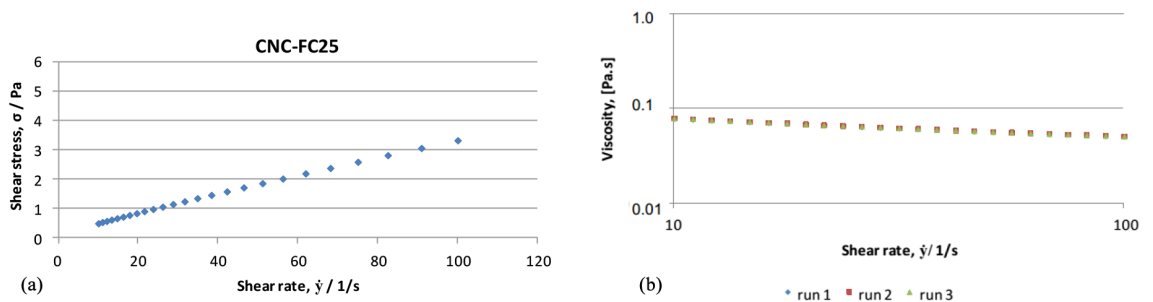 CNC-FC25
Shear stress, σ / Pa
6
5
4
3
2
1
0
0 20 40 60 80 100 120
Shear rate, ẏ / 1/s
(a)
Viscosity, [Pa.s]
1.0
0.1
0.01
10 100
Shear rate, ẏ/ 1/s
run 1 run 2 run 3
(b)